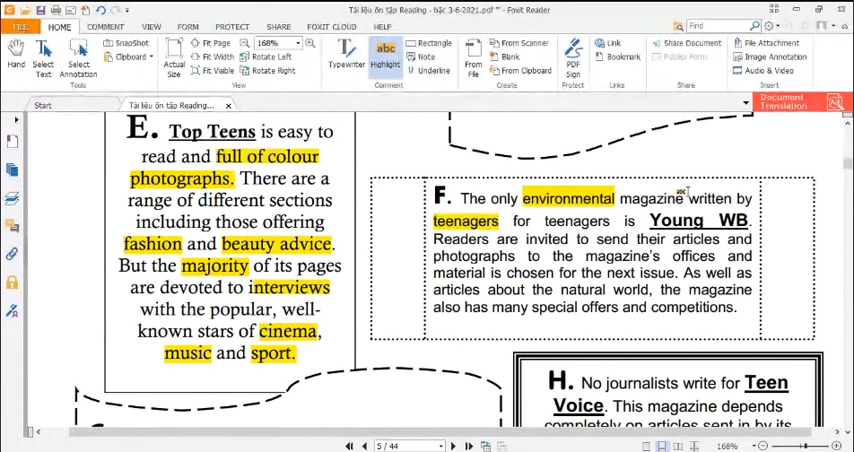 Tài liệu ôn tập Reading - bậc 3-6-2021.pdf * - Foxit Reader
FILE HOME COMMENT VIEW FORM PROTECT SHARE FOXIT CLOUD HELP
Find
Hand
Select Text
Select Annotation
SnapShot
Clipboard
Tools
Actual Size
Fit Page
Fit Width
Fit Visible
168%
Rotate Left
Rotate Right
View
Typewriter
abc
Highlight
Rectangle
Note
Underline
Comment
From File
From Scanner
Blank
From Clipboard
Create
PDF Sign
Protect
Link
Bookmark
Links
Share Document
Publish Form
Share
File Attachment
Image Annotation
Audio & Video
Insert
Start
Tài liệu ôn tập Reading...
Document Translation
E. Top Teens is easy to
read and full of colour
photographs. There are a
range of different sections
including those offering
fashion and beauty advice.
But the majority of its pages
are devoted to interviews
with the popular, well-
known stars of cinema,
music and sport.
F. The only environmental magazine written by
teenagers for teenagers is Young WB.
Readers are invited to send their articles and
photographs to the magazine's offices and
material is chosen for the next issue. As well as
articles about the natural world, the magazine
also has many special offers and competitions.
H. No journalists write for Teen
Voice. This magazine depends
completely on articles sent in by its
5 / 44
168%